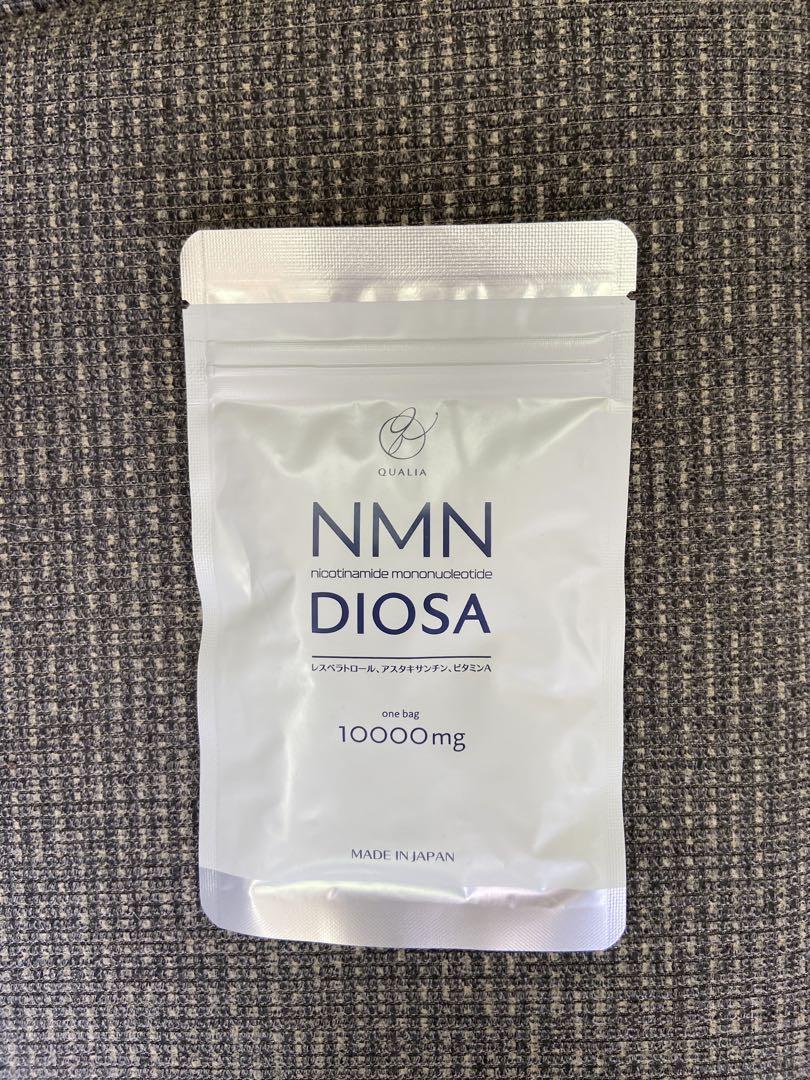 QUALIA
NMN
nicotinamide mononucleotide
DIOSA
レスベラトロール、アスタキサンチン、ビタミンA
one bag
10000mg
MADE IN JAPAN